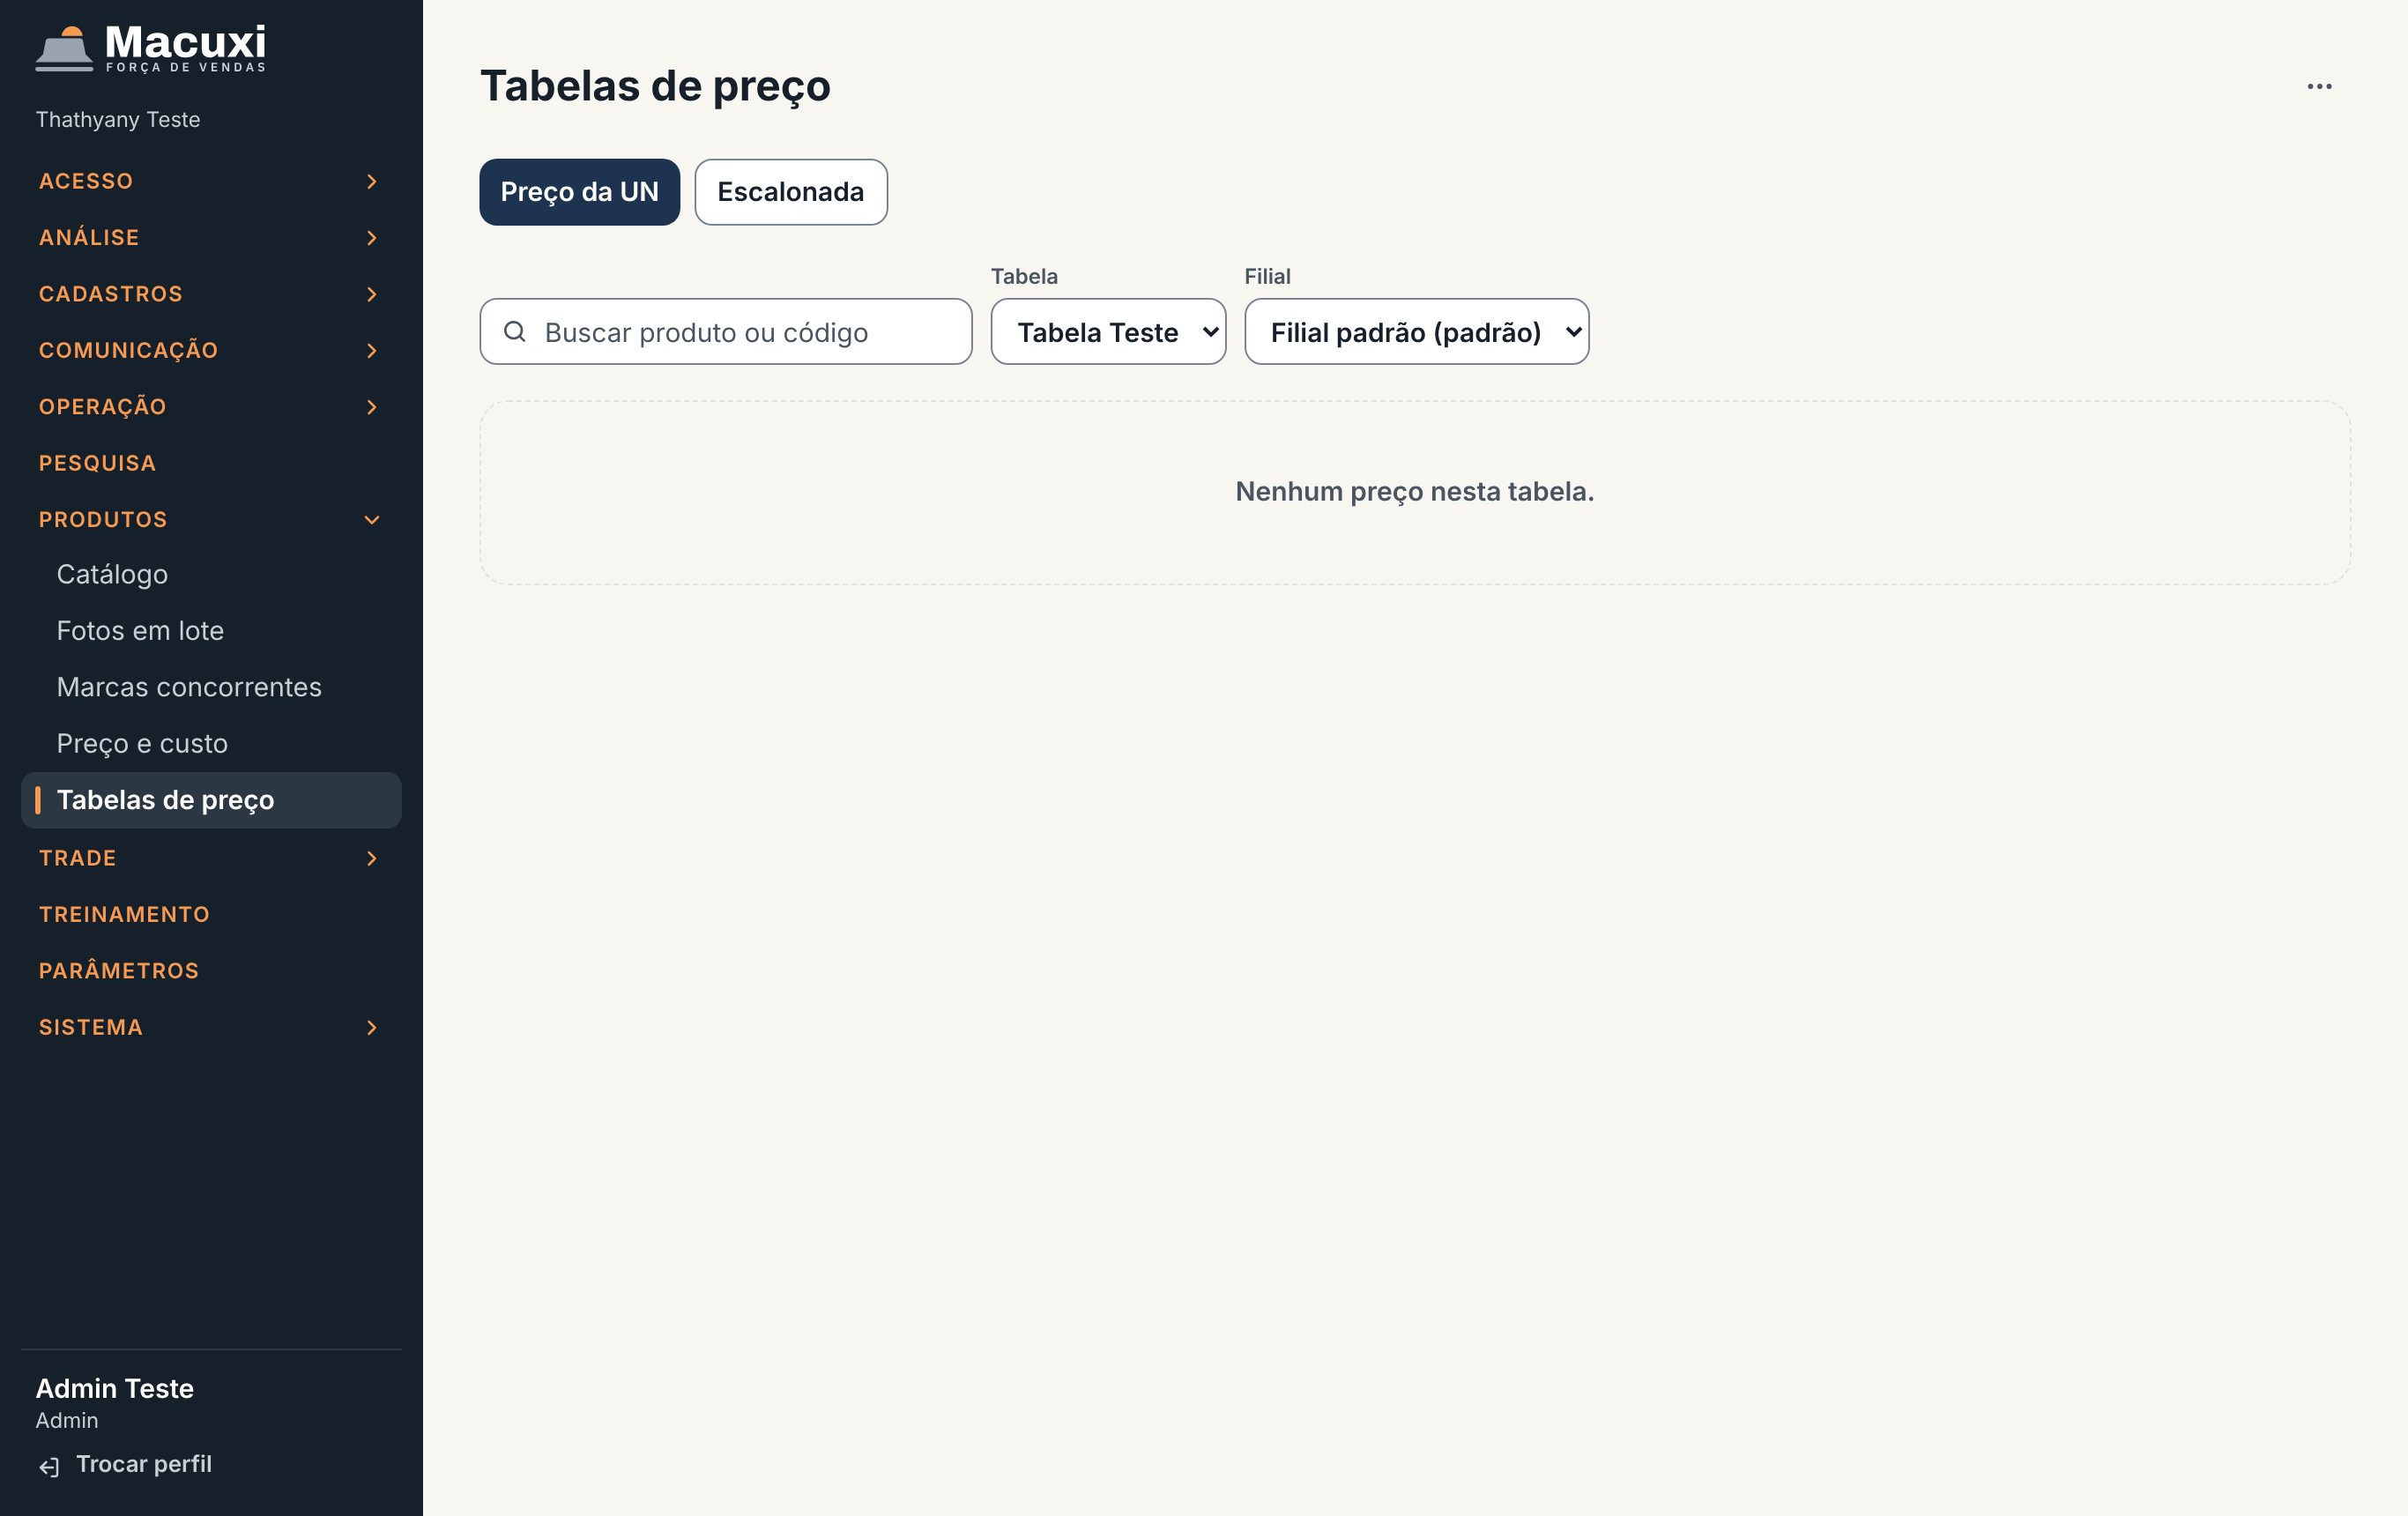 Macuxi
FORÇA DE VENDAS
Thathyany Teste
ACESSO
ANÁLISE
CADASTROS
COMUNICAÇÃO
OPERAÇÃO
PESQUISA
PRODUTOS
Catálogo
Fotos em lote
Marcas concorrentes
Preço e custo
Tabelas de preço
TRADE
TREINAMENTO
PARÂMETROS
SISTEMA
Admin Teste
Admin
Trocar perfil
Tabelas de preço
Preço da UN
Escalonada
Tabela
Filial
Buscar produto ou código
Tabela Teste
Filial padrão (padrão)
Nenhum preço nesta tabela.